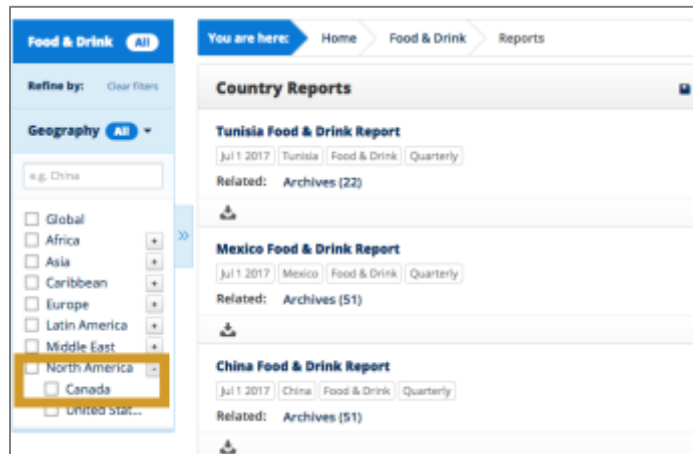 Food & Drink All
Refine by: Clear filters
Geography All
e.g. China
Global
Africa +
Asia +
Caribbean +
Europe +
Latin America +
Middle East +
North America -
Canada
United Stat...
You are here: Home Food & Drink Reports
Country Reports
Tunisia Food & Drink Report
Jul 1 2017 Tunisia Food & Drink Quarterly
Related: Archives (22)
Mexico Food & Drink Report
Jul 1 2017 Mexico Food & Drink Quarterly
Related: Archives (51)
China Food & Drink Report
Jul 1 2017 China Food & Drink Quarterly
Related: Archives (51)